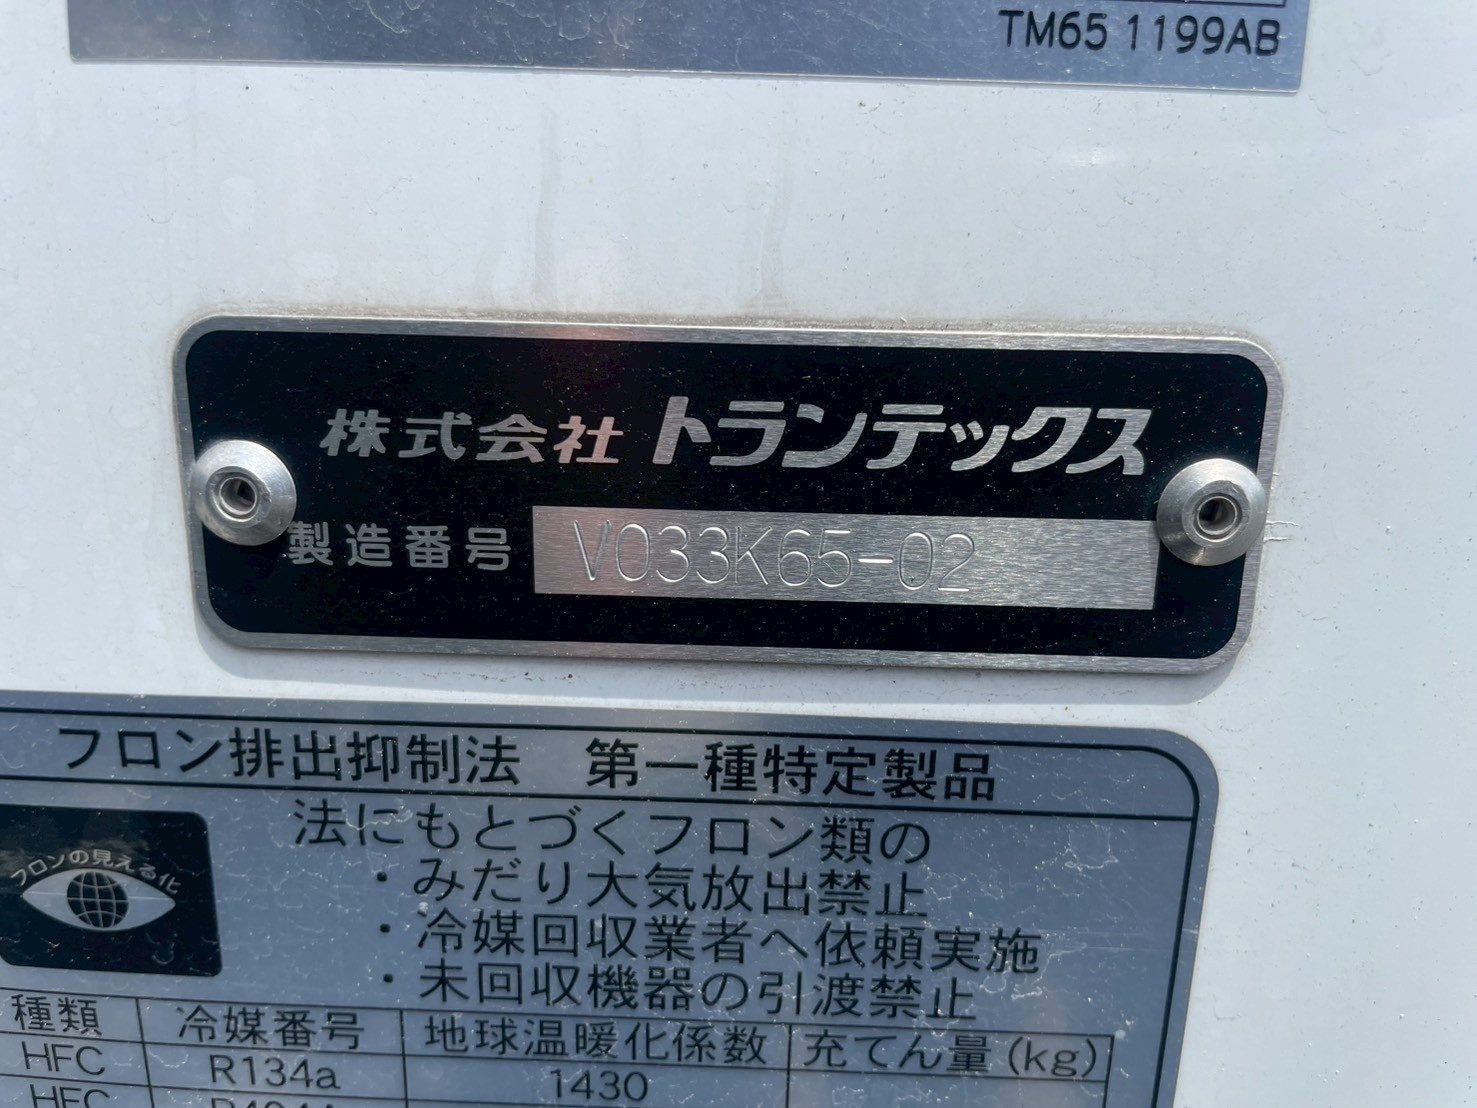 TM65 1199AB
株式会社トランテックス
製造番号 V033K65-02
フロン排出抑制法 第一種特定製品
法にもとづくフロン類の
・みだり大気放出禁止
・冷媒回収業者へ依頼実施
・未回収機器の引渡禁止
フロンの見える化
種類 冷媒番号 地球温暖化係数 充てん量(kg)
HFC R134a 1430
HFC